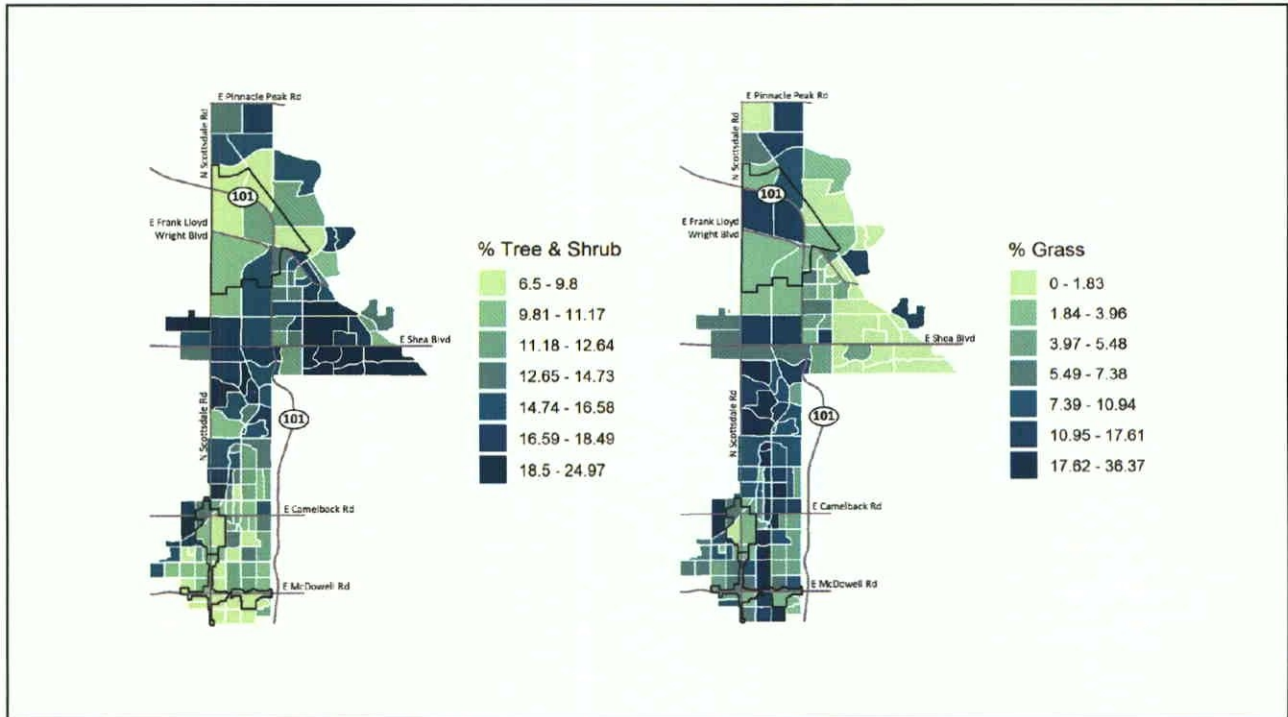 E Pinnacle Peak Rd
N Scottsdale Rd
101
E Frank Lloyd
Wright Blvd
E Shea Blvd
N Scottsdale Rd
101
E Camelback Rd
E McDowell Rd
% Tree & Shrub
6.5 - 9.8
9.81 - 11.17
11.18 - 12.64
12.65 - 14.73
14.74 - 16.58
16.59 - 18.49
18.5 - 24.97
E Pinnacle Peak Rd
N Scottsdale Rd
101
E Frank Lloyd
Wright Blvd
E Shea Blvd
N Scottsdale Rd
101
E Camelback Rd
E McDowell Rd
% Grass
0 - 1.83
1.84 - 3.96
3.97 - 5.48
5.49 - 7.38
7.39 - 10.94
10.95 - 17.61
17.62 - 36.37